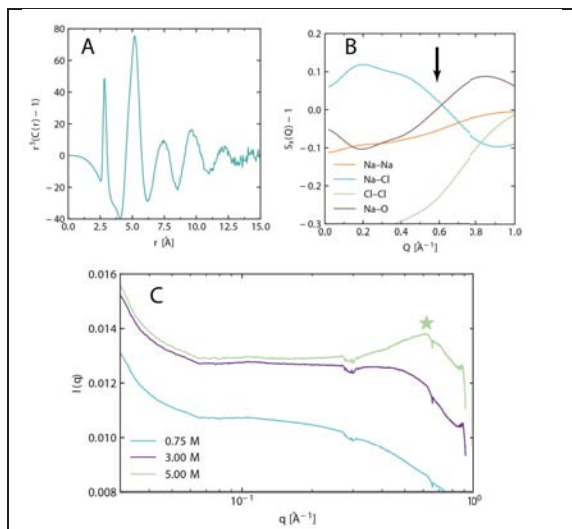 A
80
60
40
20
0
− 20
− 40
r³(C(r) − 1)
0.0
2.5
5.0
7.5
10.0
12.5
15.0
r [Å]
B
0.2
0.1
0.0
−0.1
−0.2
−0.3
Sₓ(Q) − 1
Na–Na
Na–Cl
Cl–Cl
Na–O
0.0
0.2
0.4
0.6
0.8
1.0
Q [Å⁻¹]
C
0.016
0.014
0.012
0.010
0.008
I(q)
0.75 M
3.00 M
5.00 M
10⁻¹
10⁰
q [Å⁻¹]